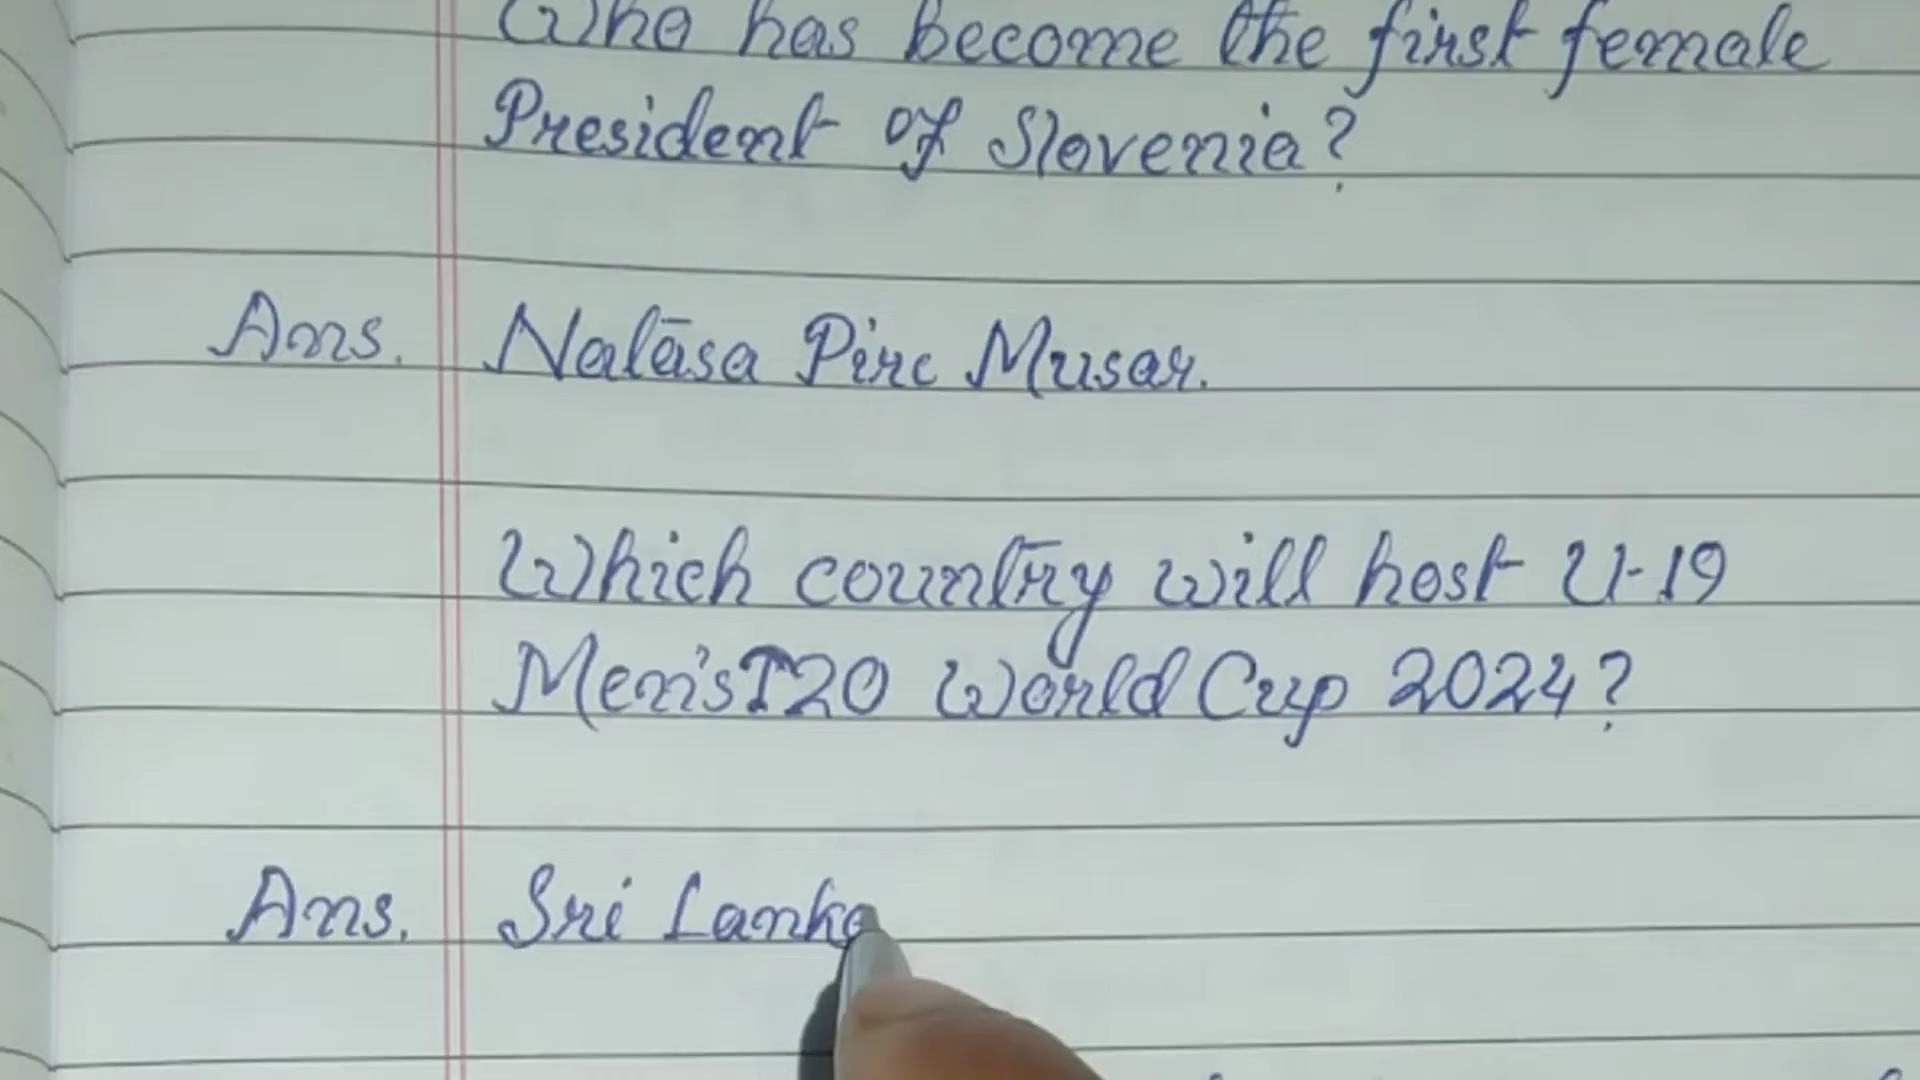 Who has become the first female
President of Slovenia?
Ans. Natasa Pirc Musar.
Which country will host U-19
Men's T20 World Cup 2024?
Ans. Sri Lanka